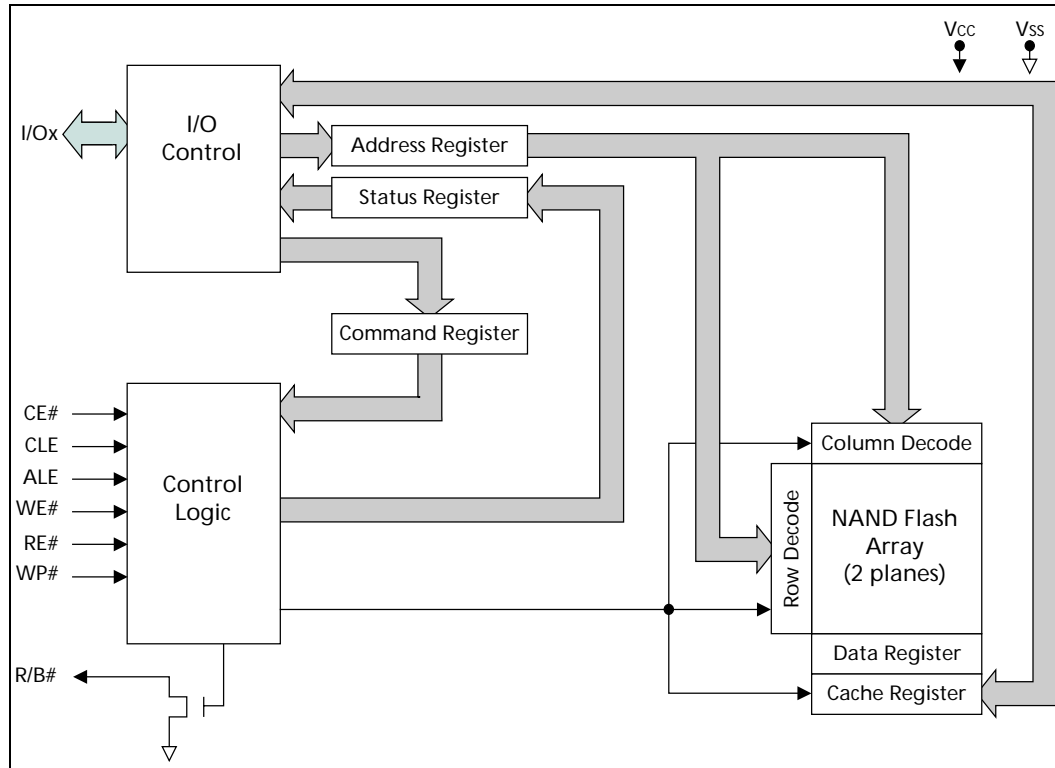 Vcc
Vss
I/Ox
I/O
Control
Address Register
Status Register
Command Register
CE#
CLE
ALE
WE#
RE#
WP#
Control
Logic
Column Decode
Row Decode
NAND Flash
Array
(2 planes)
Data Register
Cache Register
R/B#